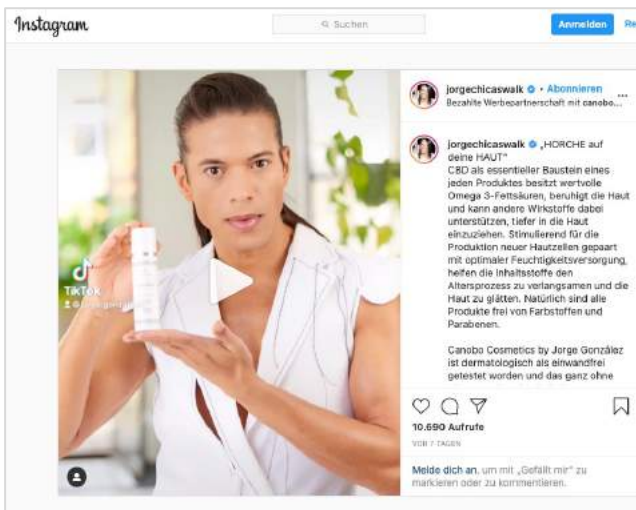 Instagram
Suchen
Anmelden
Re
jorgechicaswalk • Abonnieren
Bezahlte Werbepartnerschaft mit canobo...
jorgechicaswalk „HORCHE auf
deine HAUT“
CBD als essentieller Baustein eines
jeden Produktes besitzt wertvolle
Omega 3-Fettsäuren, beruhigt die Haut
und kann andere Wirkstoffe dabei
unterstützen, tiefer in die Haut
einzuziehen. Stimulierend für die
Produktion neuer Hautzellen gepaart
mit optimaler Feuchtigkeitsversorgung,
helfen die Inhaltsstoffe den
Altersprozess zu verlangsamen und die
Haut zu glätten. Natürlich sind alle
Produkte frei von Farbstoffen und
Parabenen.
Canobo Cosmetics by Jorge González
ist dermatologisch als einwandfrei
getestet worden und das ganz ohne
TikTok
10.690 Aufrufe
VOR 7 TAGEN
Melde dich an, um mit „Gefällt mir“ zu
markieren oder zu kommentieren.